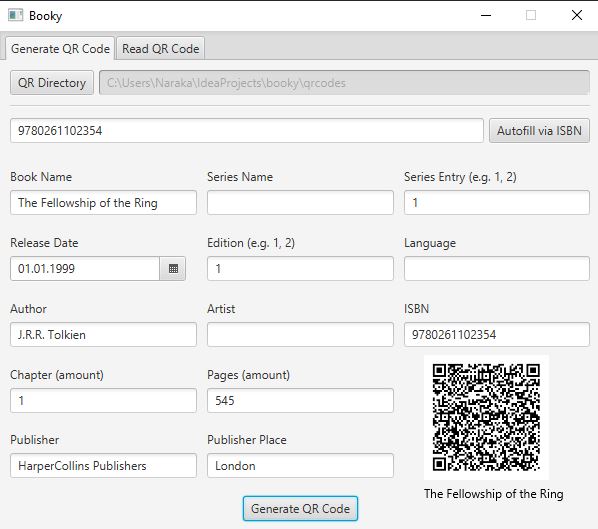 Booky
Generate QR Code Read QR Code
QR Directory C:\Users\Naraka\IdeaProjects\booky\qrcodes
9780261102354 Autofill via ISBN
Book Name Series Name Series Entry (e.g. 1, 2)
The Fellowship of the Ring 1
Release Date Edition (e.g. 1, 2) Language
01.01.1999 1
Author Artist ISBN
J.R.R. Tolkien 9780261102354
Chapter (amount) Pages (amount)
1 545
Publisher Publisher Place
HarperCollins Publishers London
The Fellowship of the Ring
Generate QR Code